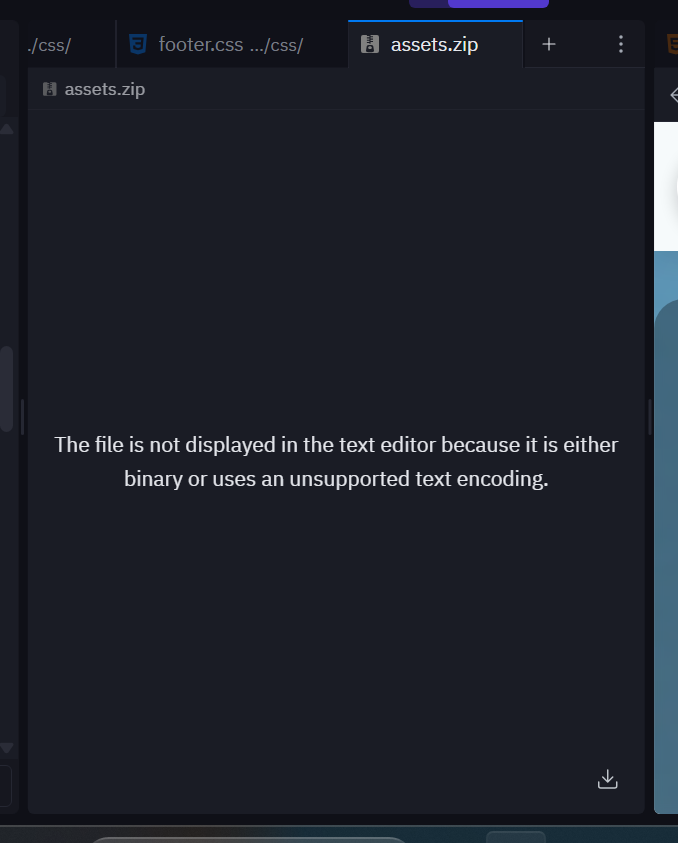 ./css/
footer.css .../css/
assets.zip
assets.zip
The file is not displayed in the text editor because it is either
binary or uses an unsupported text encoding.